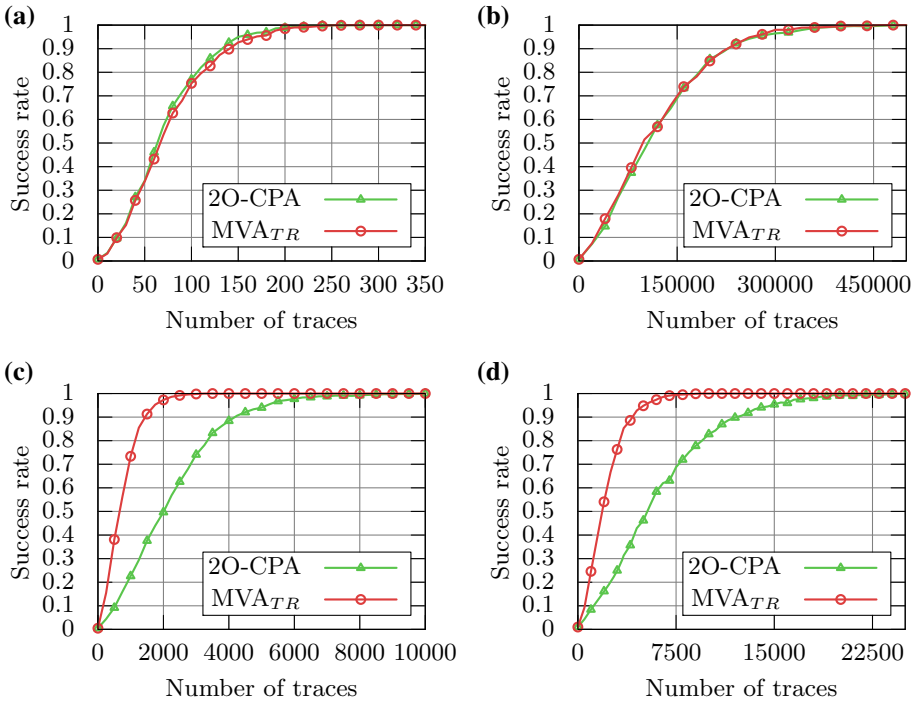 (a)
1
0.9
0.8
0.7
0.6
0.5
0.4
0.3
0.2
0.1
0
Success rate
2O-CPA
MVA_TR
0 50 100 150 200 250 300 350
Number of traces
(b)
1
0.9
0.8
0.7
0.6
0.5
0.4
0.3
0.2
0.1
0
Success rate
2O-CPA
MVA_TR
0 150000 300000 450000
Number of traces
(c)
1
0.9
0.8
0.7
0.6
0.5
0.4
0.3
0.2
0.1
0
Success rate
2O-CPA
MVA_TR
0 2000 4000 6000 8000 10000
Number of traces
(d)
1
0.9
0.8
0.7
0.6
0.5
0.4
0.3
0.2
0.1
0
Success rate
2O-CPA
MVA_TR
0 7500 15000 22500
Number of traces